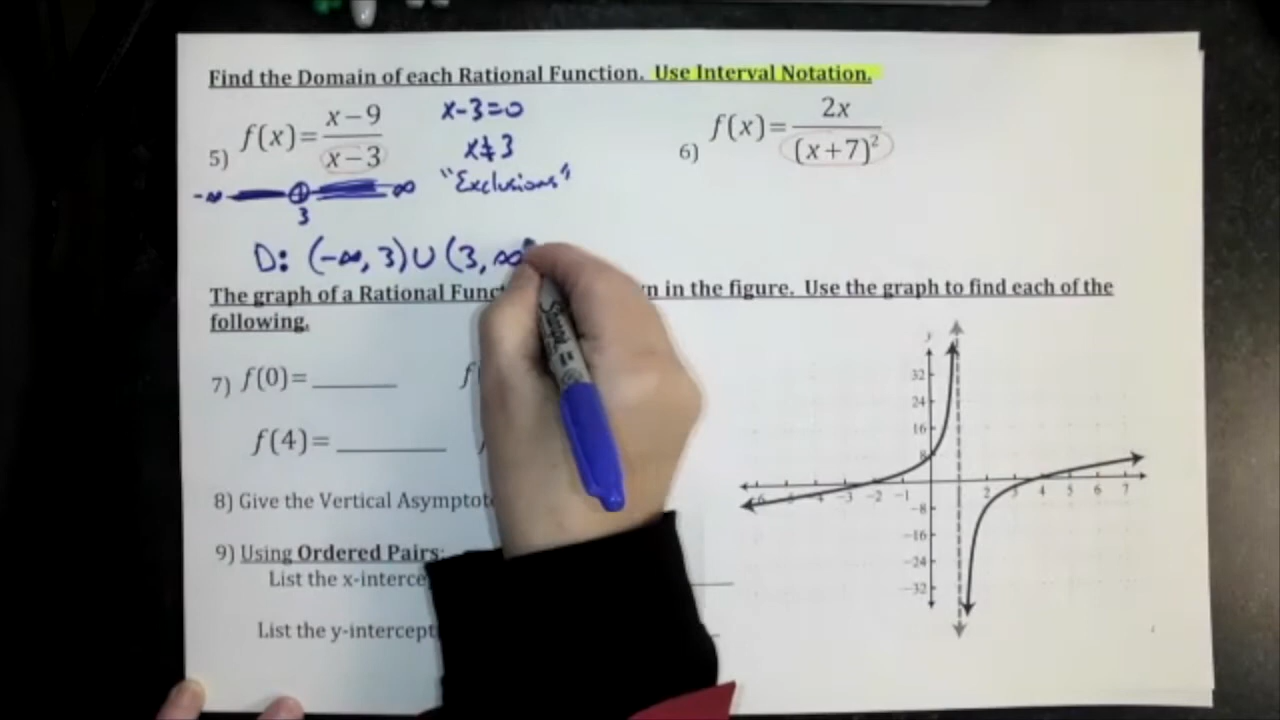 Find the Domain of each Rational Function. Use Interval Notation.
5) f(x)= x-9 / x-3
x-3=0
x≠3
"Exclusions"
-∞ ∞
3
D: (-∞, 3) ∪ (3, ∞
6) f(x)= 2x / (x+7)²
The graph of a Rational Func n in the figure. Use the graph to find each of the
following.
7) f(0)= ______ f
f(4)= ______
8) Give the Vertical Asymptot
9) Using Ordered Pairs:
List the x-interce
List the y-intercept
y
32
24
16
8
-6 -5 -4 -3 -2 -1 2 3 4 5 6 7
-8
-16
-24
-32
Sharpie